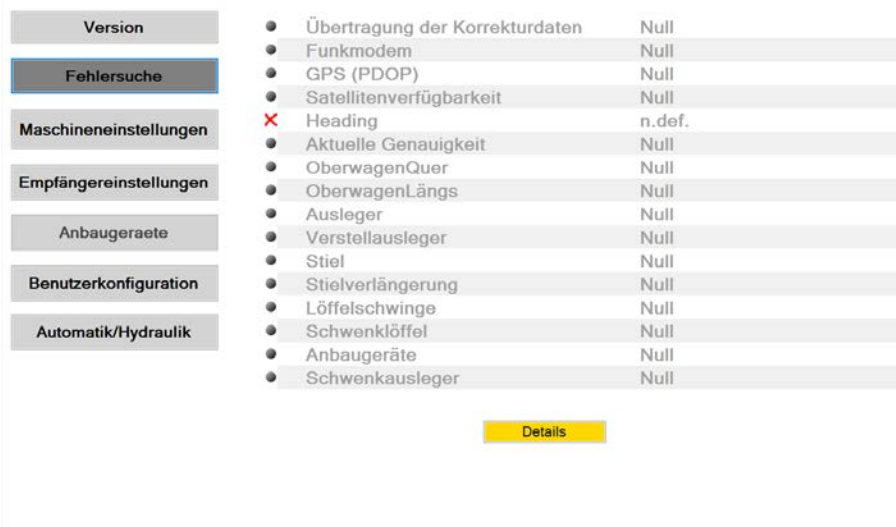 Version
Fehlersuche
Maschineneinstellungen
Empfängereinstellungen
Anbaugeraete
Benutzerkonfiguration
Automatik/Hydraulik
Übertragung der Korrekturdaten Null
Funkmodem Null
GPS (PDOP) Null
Satellitenverfügbarkeit Null
Heading n.def.
Aktuelle Genauigkeit Null
OberwagenQuer Null
OberwagenLängs Null
Ausleger Null
Verstellausleger Null
Stiel Null
Stielverlängerung Null
Löffelschwinge Null
Schwenklöffel Null
Anbaugeräte Null
Schwenkausleger Null
Details